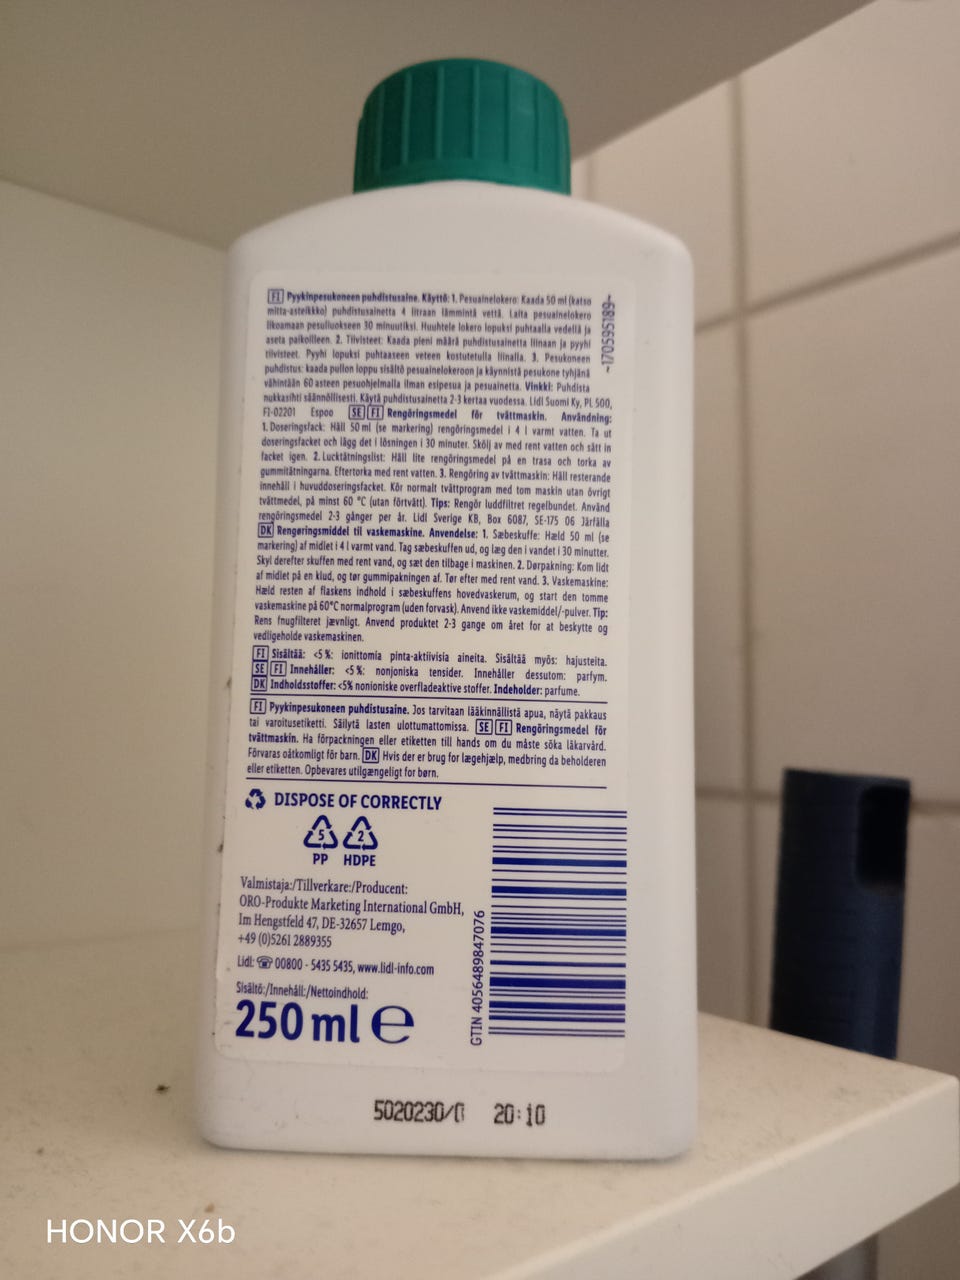 FI Pyykinpesukoneen puhdistusaine. Käyttö: 1. Pesuainelokero: Kaada 50 ml (katso
mitta-asteikko) puhdistusainetta 4 litraan lämmintä vettä. Laita pesuainelokero
likoamaan pesuliuokseen 30 minuutiksi. Huuhtele lokero lopuksi puhtaalla vedellä ja
aseta paikoilleen. 2. Tiivisteet: Kaada pieni määrä puhdistusainetta liinaan ja pyyhi
tiivisteet. Pyyhi lopuksi puhtaaseen veteen kostutetulla liinalla. 3. Pesukoneen
puhdistus: kaada pullon loppu sisältö pesuainelokeroon ja käynnistä pesukone tyhjänä
vähintään 60 asteen pesuohjelmalla ilman esipesua ja pesuainetta. Vinkki: Puhdista
nukkasihti säännöllisesti. Käytä puhdistusainetta 2-3 kertaa vuodessa. Lidl Suomi Ky, PL 500,
FI-02201 Espoo SE FI Rengöringsmedel för tvättmaskin. Användning:
1. Doseringsfack: Häll 50 ml (se markering) rengöringsmedel i 4 l varmt vatten. Ta ut
doseringsfacket och lägg det i lösningen i 30 minuter. Skölj av med rent vatten och sätt in
facket igen. 2. Lucktätningslist: Häll lite rengöringsmedel på en trasa och torka av
gummitätningarna. Eftertorka med rent vatten. 3. Rengöring av tvättmaskin: Häll resterande
innehåll i huvuddoseringsfacket. Kör normalt tvättprogram med tom maskin utan övrigt
tvättmedel, på minst 60 °C (utan förtvätt). Tips: Rengör luddfiltret regelbundet. Använd
rengöringsmedel 2-3 gånger per år. Lidl Sverige KB, Box 6087, SE-175 06 Järfälla
DK Rengøringsmiddel til vaskemaskine. Anvendelse: 1. Sæbeskuffe: Hæld 50 ml (se
markering) af midlet i 4 l varmt vand. Tag sæbeskuffen ud, og læg den i vandet i 30 minutter.
Skyl derefter skuffen med rent vand, og sæt den tilbage i maskinen. 2. Dørpakning: Kom lidt
af midlet på en klud, og tør gummipakningen af. Tør efter med rent vand. 3. Vaskemaskine:
Hæld resten af flaskens indhold i sæbeskuffens hovedvaskerum, og start den tomme
vaskemaskine på 60°C normalprogram (uden forvask). Anvend ikke vaskemiddel/-pulver. Tip:
Rens fnugfilteret jævnligt. Anvend produktet 2-3 gange om året for at beskytte og
vedligeholde vaskemaskinen.
~170595189~
FI Sisältää: <5 %: ionittomia pinta-aktiivisia aineita. Sisältää myös: hajusteita.
SE FI Innehåller: <5 %: nonjoniska tensider. Innehåller dessutom: parfym.
DK Indholdsstoffer: <5% nonioniske overfladeaktive stoffer. Indeholder: parfume.
FI Pyykinpesukoneen puhdistusaine. Jos tarvitaan lääkinnällistä apua, näytä pakkaus
tai varoitusetiketti. Säilytä lasten ulottumattomissa. SE FI Rengöringsmedel för
tvättmaskin. Ha förpackningen eller etiketten till hands om du måste söka läkarvård.
Förvaras oåtkomligt för barn. DK Hvis der er brug for lægehjælp, medbring da beholderen
eller etiketten. Opbevares utilgængeligt for børn.
DISPOSE OF CORRECTLY
5 2
PP HDPE
Valmistaja:/Tillverkare:/Producent:
ORO-Produkte Marketing International GmbH,
Im Hengstfeld 47, DE-32657 Lemgo,
+49 (0)5261 2889355
Lidl: ☎ 00800 - 5435 5435, www.lidl-info.com
Sisältö:/Innehåll:/Nettoindhold:
250 ml ℮
GTIN 4056489847076
5020230/0 20:10
HONOR X6b